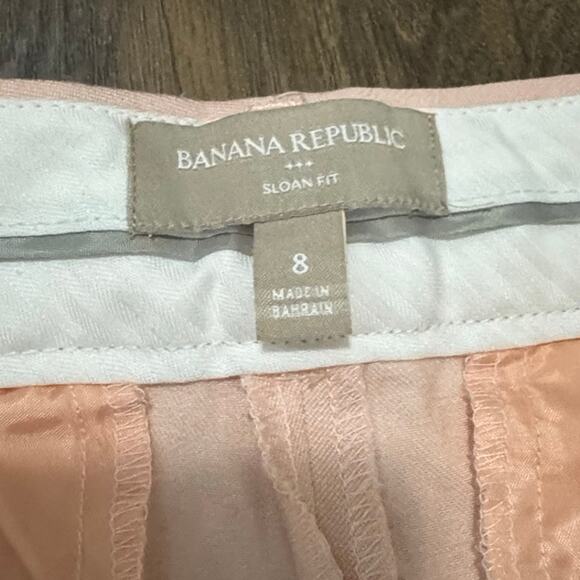 BANANA REPUBLIC
SLOAN FIT
8
MADE IN
BAHRAIN